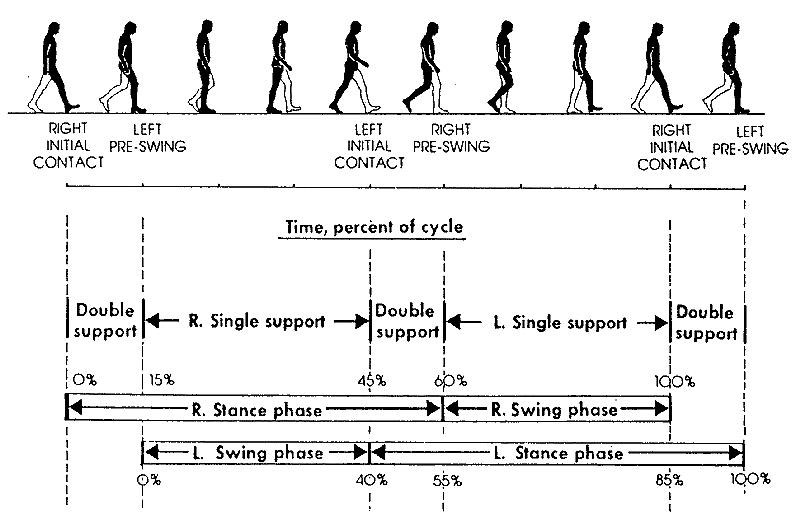 RIGHT INITIAL CONTACT
LEFT PRE-SWING
LEFT INITIAL CONTACT
RIGHT PRE-SWING
RIGHT INITIAL CONTACT
LEFT PRE-SWING
Time, percent of cycle
Double support
R. Single support
Double support
L. Single support
Double support
0% 15% 45% 60% 100%
R. Stance phase R. Swing phase
L. Swing phase L. Stance phase
0% 40% 55% 85% 100%